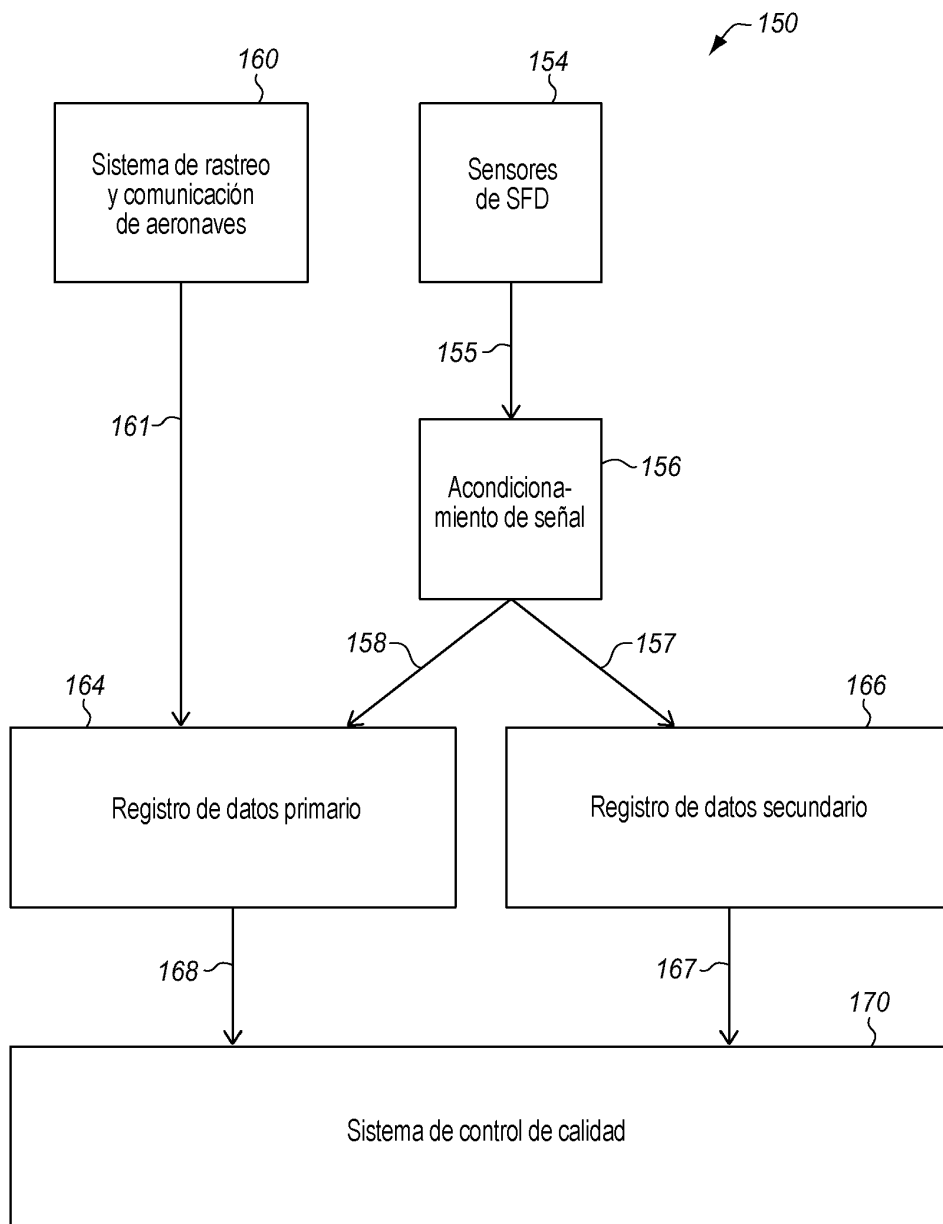 150
160
154
Sistema de rastreo
y comunicación
de aeronaves
Sensores
de SFD
155
161
156
Acondiciona-
miento de señal
158
157
164
166
Registro de datos primario
Registro de datos secundario
168
167
170
Sistema de control de calidad